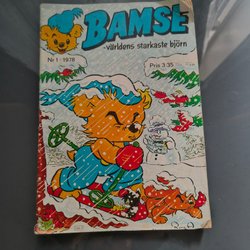 BAMSE
-världens starkaste björn
Nr 1 - 1978
Pris 3:35